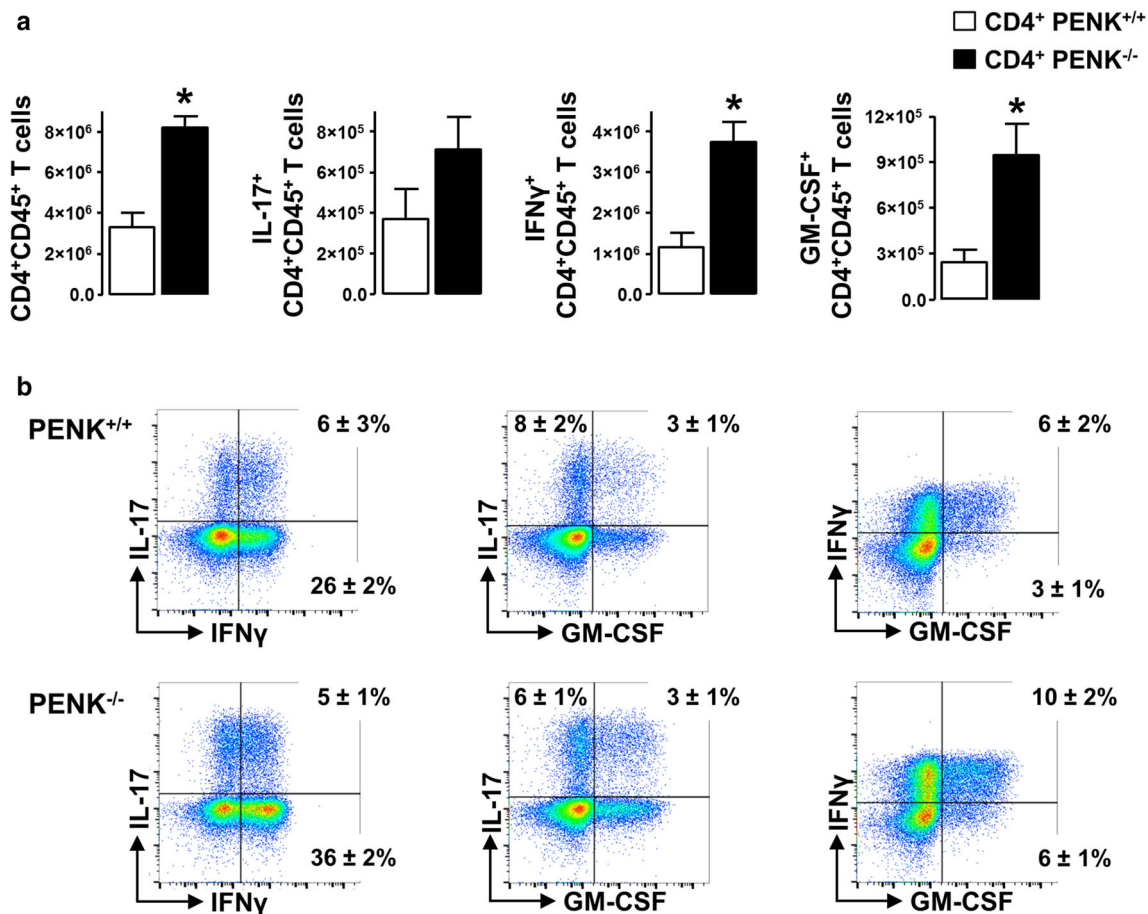 a
CD4⁺ PENK⁺/⁺
CD4⁺ PENK⁻/⁻
CD4⁺CD45⁺ T cells
8×10⁶
6×10⁶
4×10⁶
2×10⁶
0.0
*
IL-17⁺
CD4⁺CD45⁺ T cells
8×10⁵
6×10⁵
4×10⁵
2×10⁵
0.0
IFNγ⁺
CD4⁺CD45⁺ T cells
4×10⁶
3×10⁶
2×10⁶
1×10⁶
0.0
*
GM-CSF⁺
CD4⁺CD45⁺ T cells
12×10⁵
9×10⁵
6×10⁵
3×10⁵
0.0
*
b
PENK⁺/⁺
IL-17
6 ± 3%
26 ± 2%
IFNγ
IL-17
8 ± 2%
3 ± 1%
GM-CSF
IFNγ
6 ± 2%
3 ± 1%
GM-CSF
PENK⁻/⁻
IL-17
5 ± 1%
36 ± 2%
IFNγ
IL-17
6 ± 1%
3 ± 1%
GM-CSF
IFNγ
10 ± 2%
6 ± 1%
GM-CSF